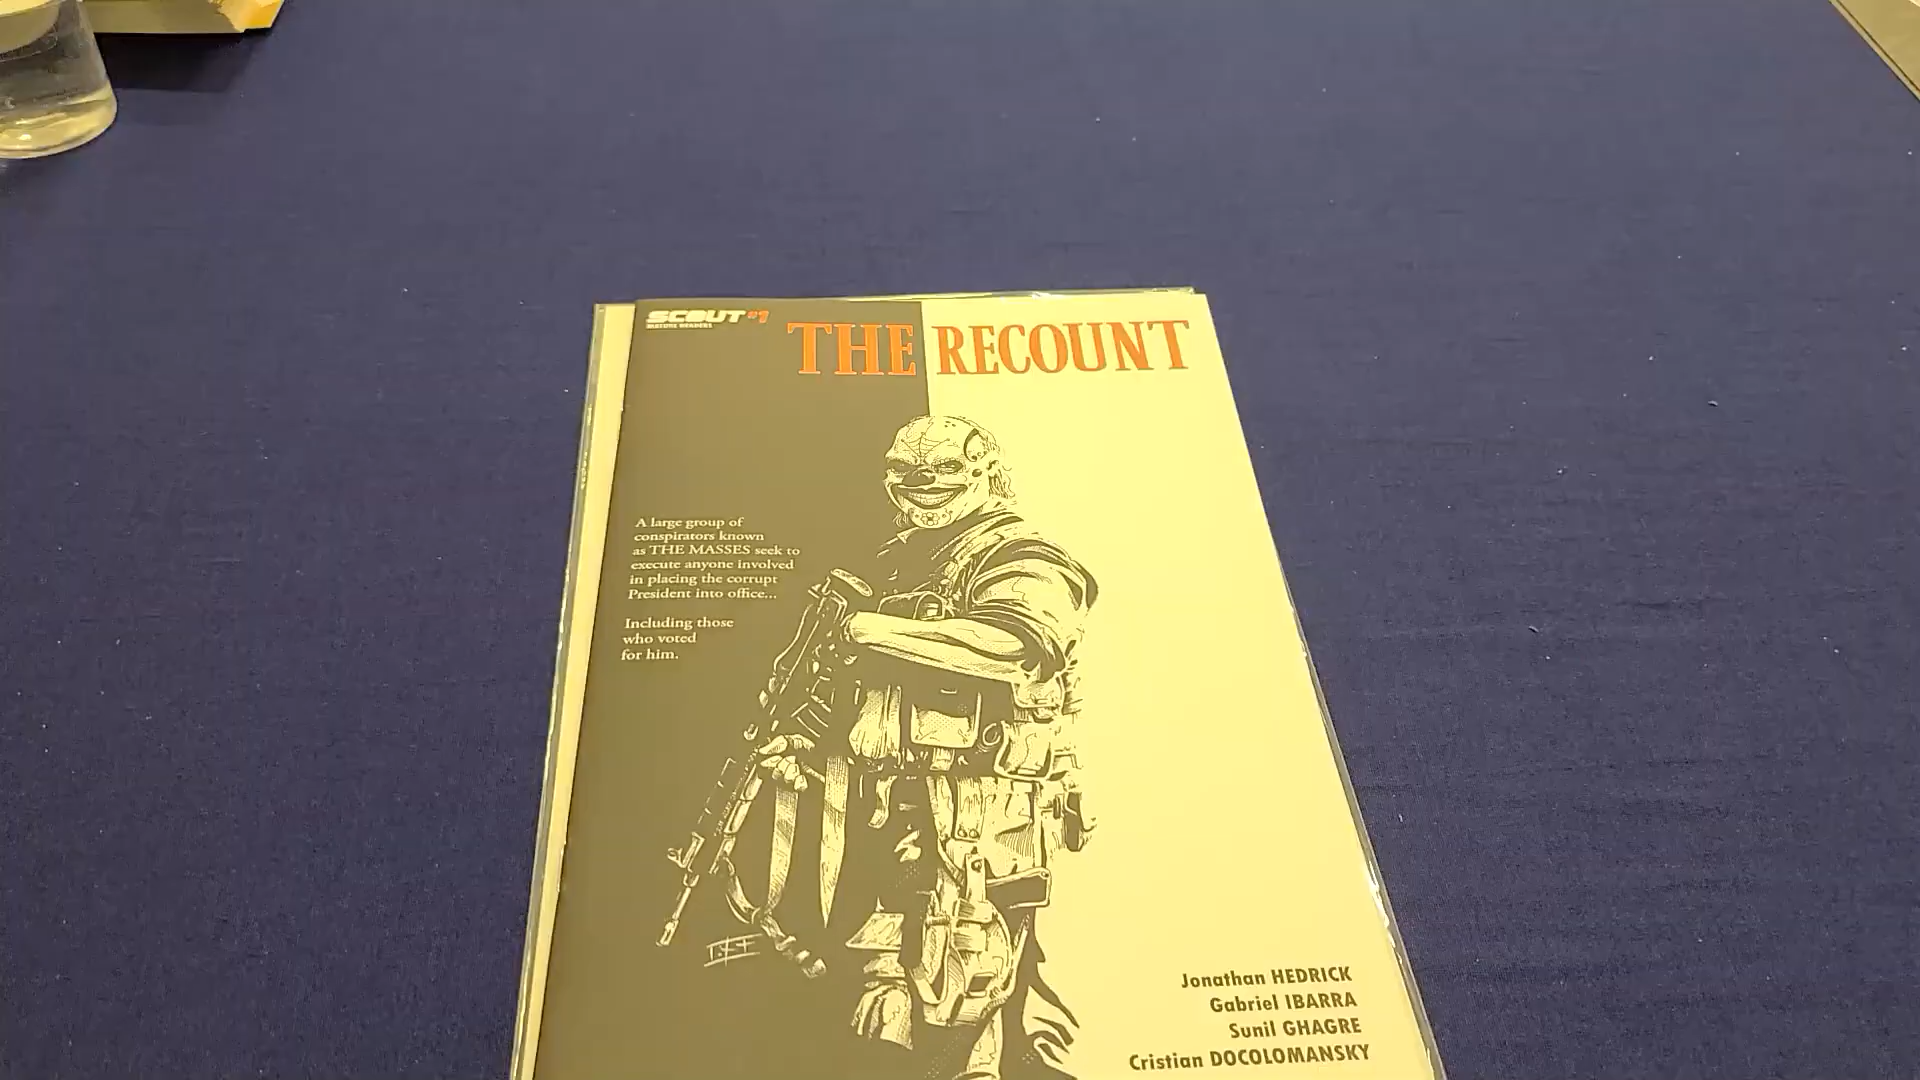 SCOUT #1
MATURE READERS
THE RECOUNT
A large group of
conspirators known
as THE MASSES seek to
execute anyone involved
in placing the corrupt
President into office...
Including those
who voted
for him.
Jonathan HEDRICK
Gabriel IBARRA
Sunil GHAGRE
Cristian DOCOLOMANSKY